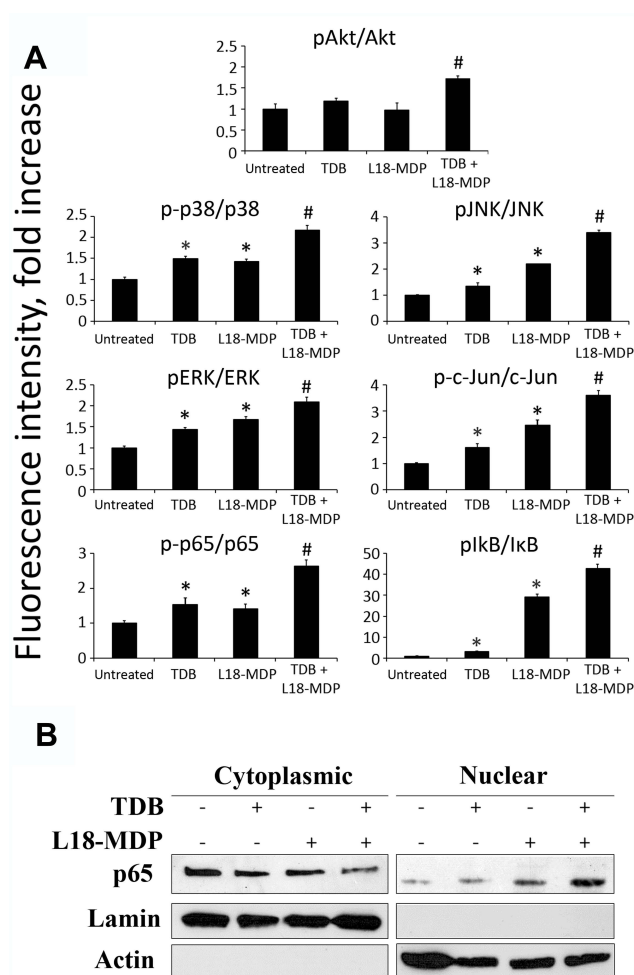 A
Fluorescence intensity, fold increase
pAkt/Akt
#
2.5
2
1.5
1
0.5
0
Untreated TDB L18-MDP TDB +
L18-MDP
p-p38/p38
* * #
2.5
2
1.5
1
0.5
0
Untreated TDB L18-MDP TDB +
L18-MDP
pJNK/JNK
* * #
4
3
2
1
0
Untreated TDB L18-MDP TDB +
L18-MDP
pERK/ERK
* * #
2.5
2
1.5
1
0.5
0
Untreated TDB L18-MDP TDB +
L18-MDP
p-c-Jun/c-Jun
* * #
4
3
2
1
0
Untreated TDB L18-MDP TDB +
L18-MDP
p-p65/p65
* * #
3
2
1
0
Untreated TDB L18-MDP TDB +
L18-MDP
pIkB/IκB
* * #
50
40
30
20
10
0
Untreated TDB L18-MDP TDB +
L18-MDP
B
Cytoplasmic Nuclear
TDB - + - + - + - +
L18-MDP - - + + - - + +
p65
Lamin
Actin